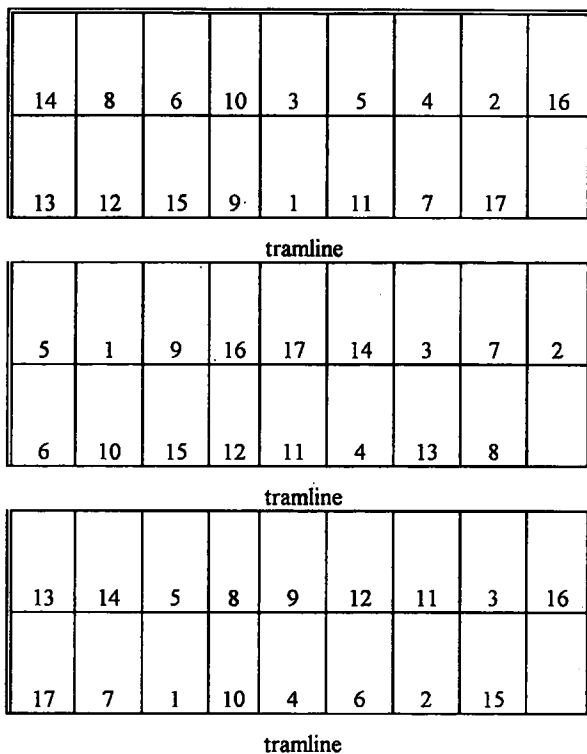 14 8 6 10 3 5 4 2 16
13 12 15 9 1 11 7 17
tramline
5 1 9 16 17 14 3 7 2
6 10 15 12 11 4 13 8
tramline
13 14 5 8 9 12 11 3 16
17 7 1 10 4 6 2 15
tramline